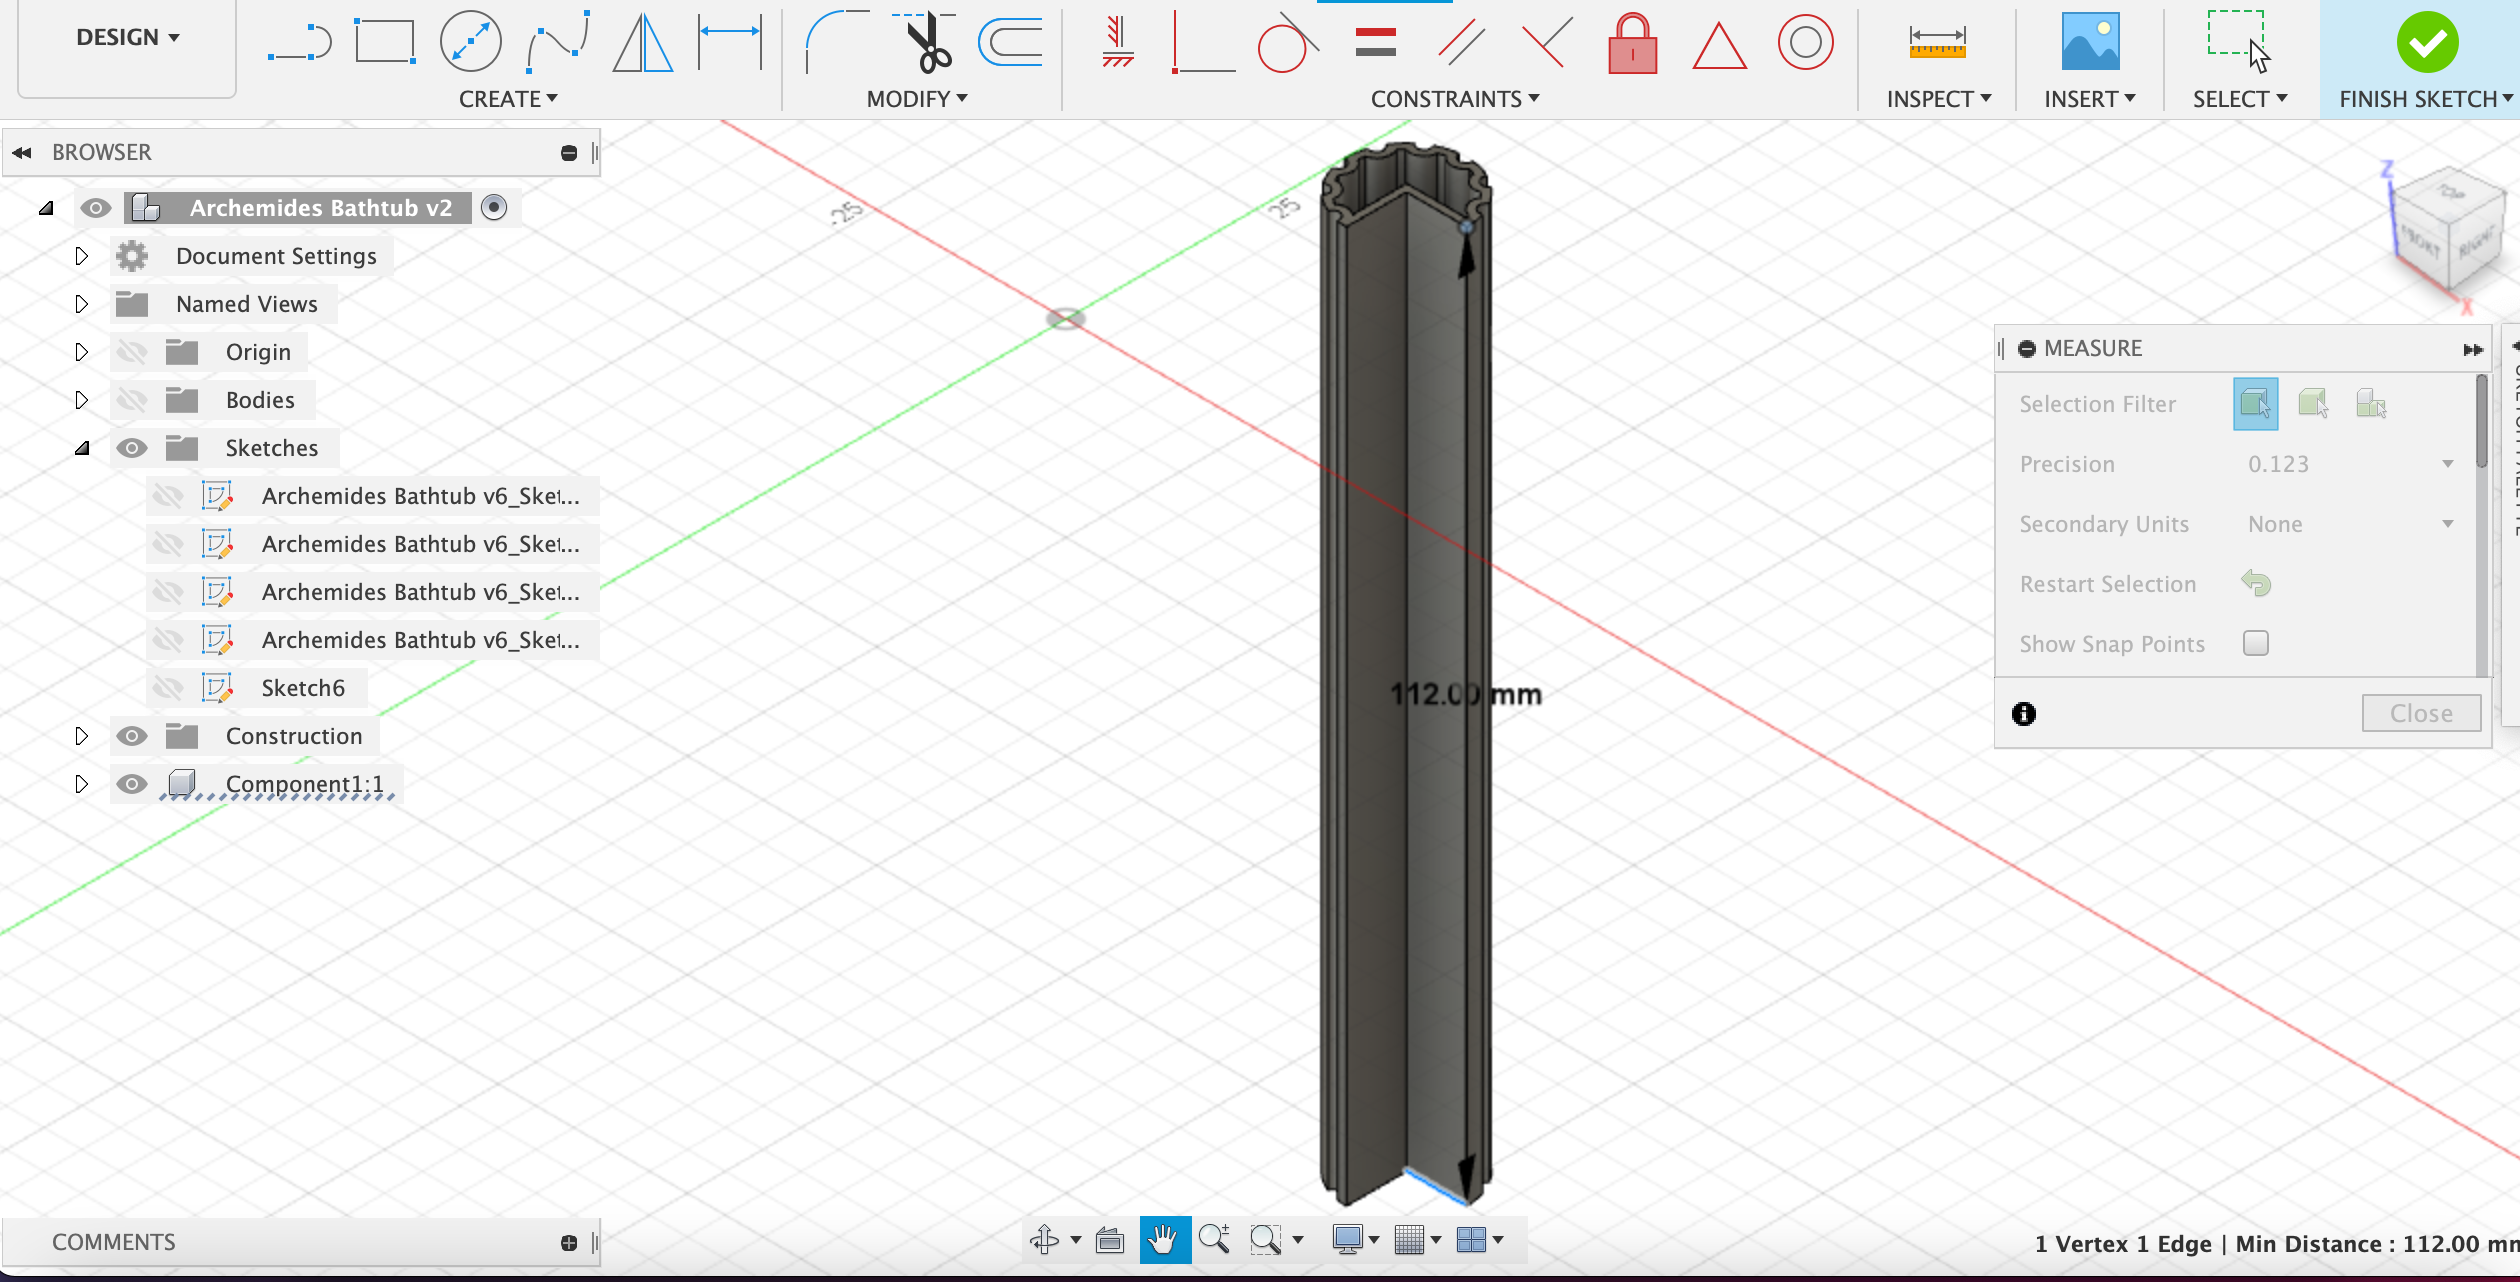 DESIGN
CREATE
MODIFY
CONSTRAINTS
INSPECT
INSERT
SELECT
FINISH SKETCH
BROWSER
Archemides Bathtub v2
Document Settings
Named Views
Origin
Bodies
Sketches
Archemides Bathtub v6_Sket...
Archemides Bathtub v6_Sket...
Archemides Bathtub v6_Sket...
Archemides Bathtub v6_Sket...
Sketch6
Construction
Component1:1
-25
25
112.00 mm
Z
TOP
FRONT
RIGHT
X
MEASURE
Selection Filter
Precision 0.123
Secondary Units None
Restart Selection
Show Snap Points
Close
COMMENTS
1 Vertex 1 Edge | Min Distance : 112.00 mm